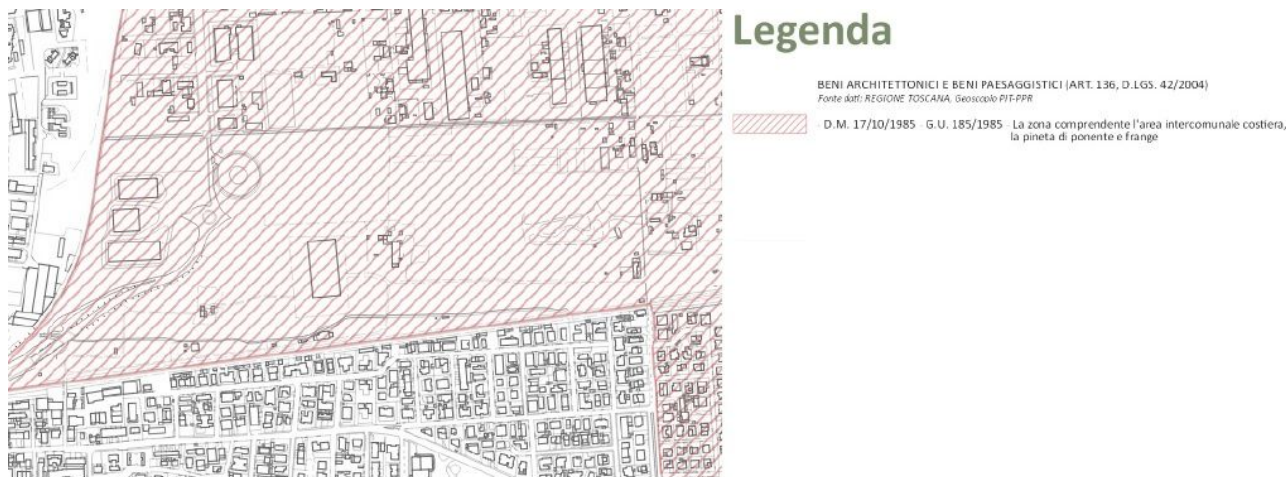 Legenda
BENI ARCHITETTONICI E BENI PAESAGGISTICI (ART. 136, D.LGS. 42/2004)
Fonte dati: REGIONE TOSCANA, Geoscopio PIT-PPR
D.M. 17/10/1985 - G.U. 185/1985 - La zona comprendente l'area intercomunale costiera,
la pineta di ponente e frange